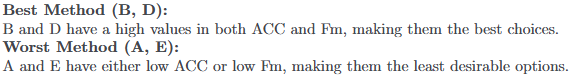 Best Method (B, D):
B and D have a high values in both ACC and Fm, making them the best choices.
Worst Method (A, E):
A and E have either low ACC or low Fm, making them the least desirable options.